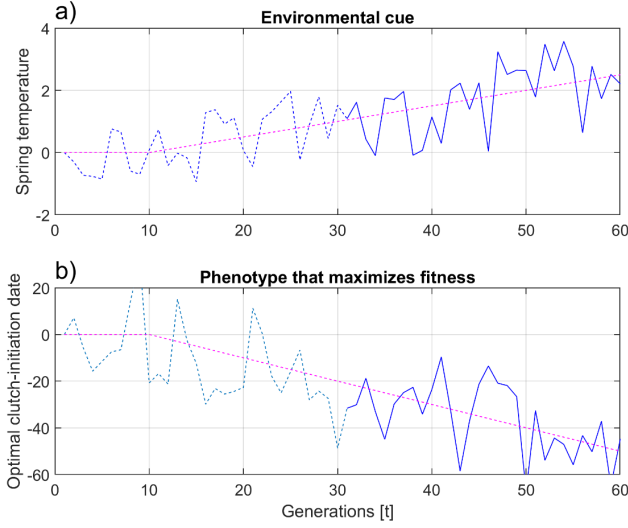 a)
Environmental cue
Spring temperature
4
2
0
-2
0 10 20 30 40 50 60
b)
Phenotype that maximizes fitness
Optimal clutch-initiation date
20
0
-20
-40
-60
0 10 20 30 40 50 60
Generations [t]